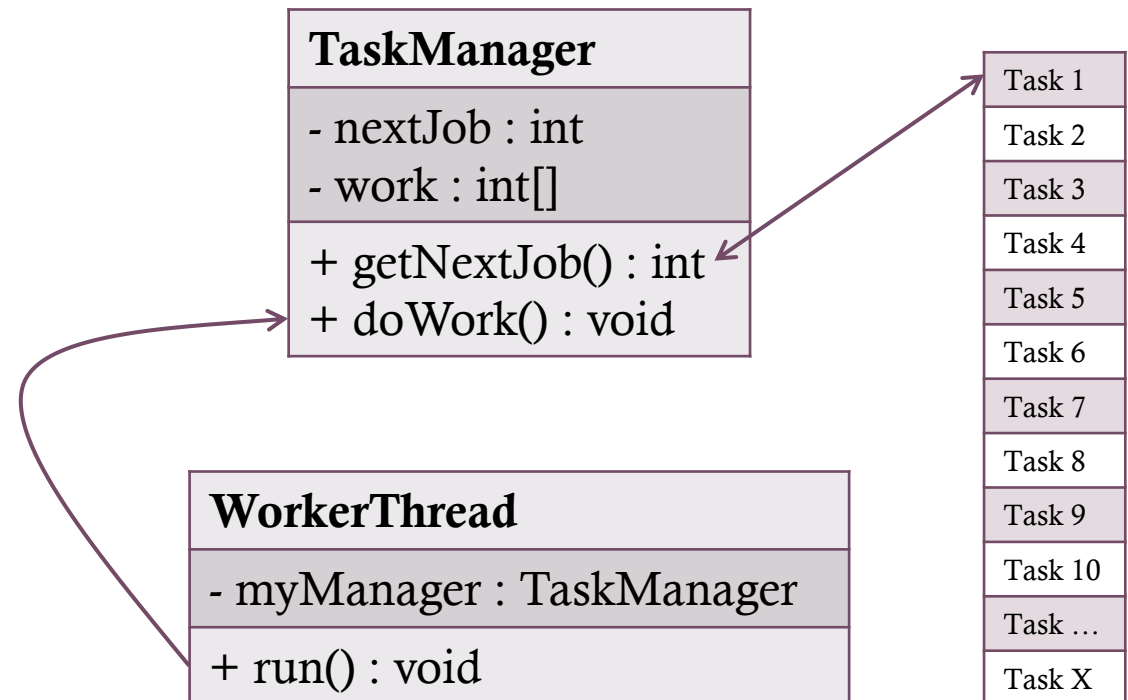 TaskManager
- nextJob : int
- work : int[]
+ getNextJob() : int
+ doWork() : void
WorkerThread
- myManager : TaskManager
+ run() : void
Task 1
Task 2
Task 3
Task 4
Task 5
Task 6
Task 7
Task 8
Task 9
Task 10
Task …
Task X